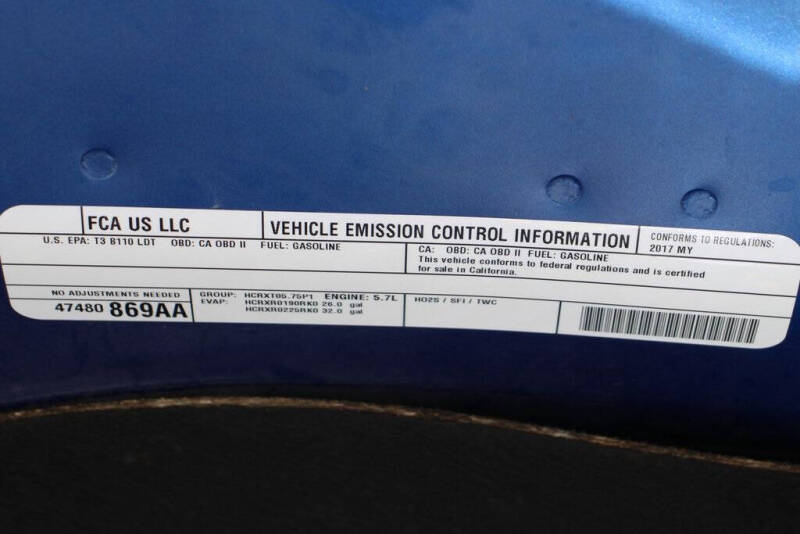 FCA US LLC
VEHICLE EMISSION CONTROL INFORMATION
CONFORMS TO REGULATIONS:
2017 MY
U.S. EPA: T3 B110 LDT OBD: CA OBD II FUEL: GASOLINE
CA: OBD: CA OBD II FUEL: GASOLINE
This vehicle conforms to federal regulations and is certified
for sale in California.
NO ADJUSTMENTS NEEDED
47480 869AA
GROUP: HCRXT05.75P1 ENGINE: 5.7L
EVAP: HCRXR0190RK0 26.0 gal
HCRXR0225RK0 32.0 gal
HO2S / SFI / TWC